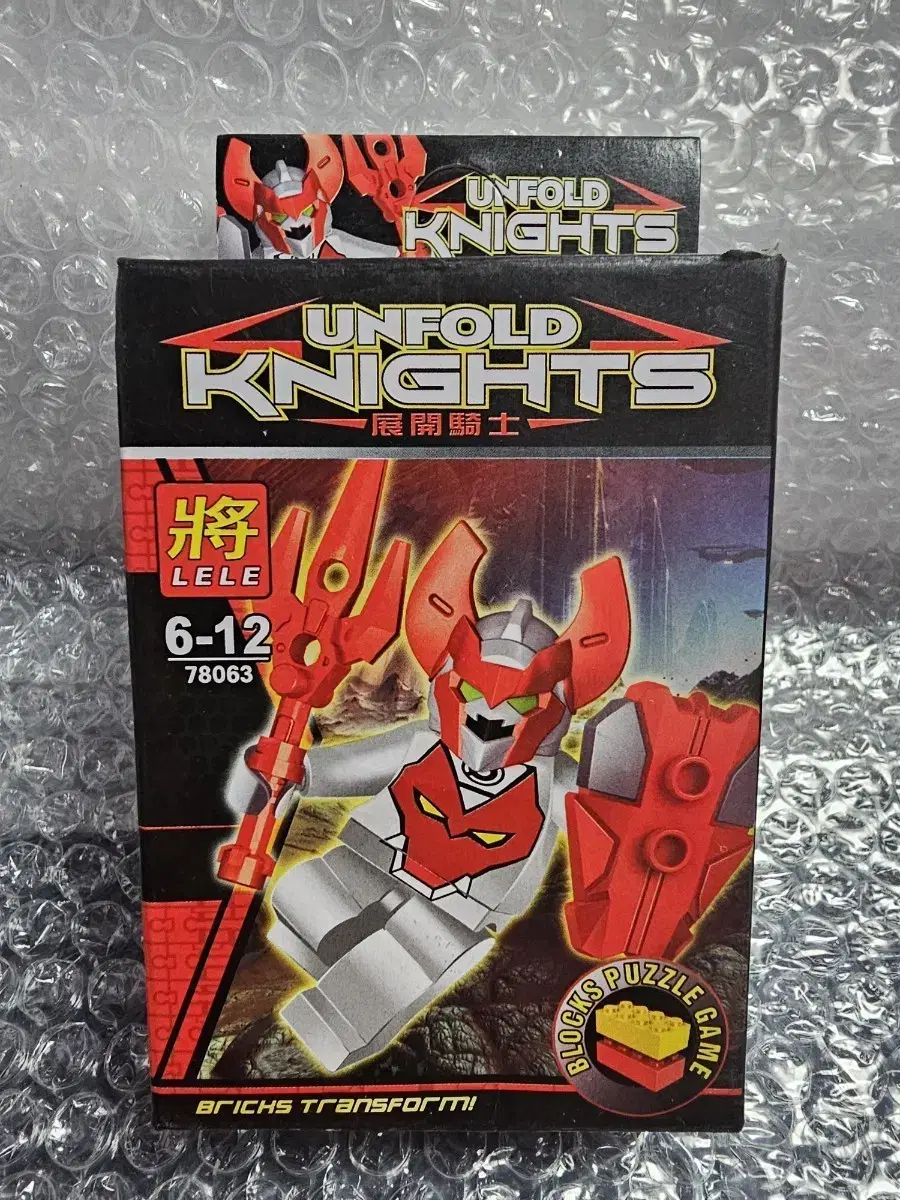 UNFOLD
KNIGHTS
UNFOLD
KNIGHTS
展開騎士
將
LELE
6-12
78063
BLOCKS PUZZLE GAME
BRICKS TRANSFORM!